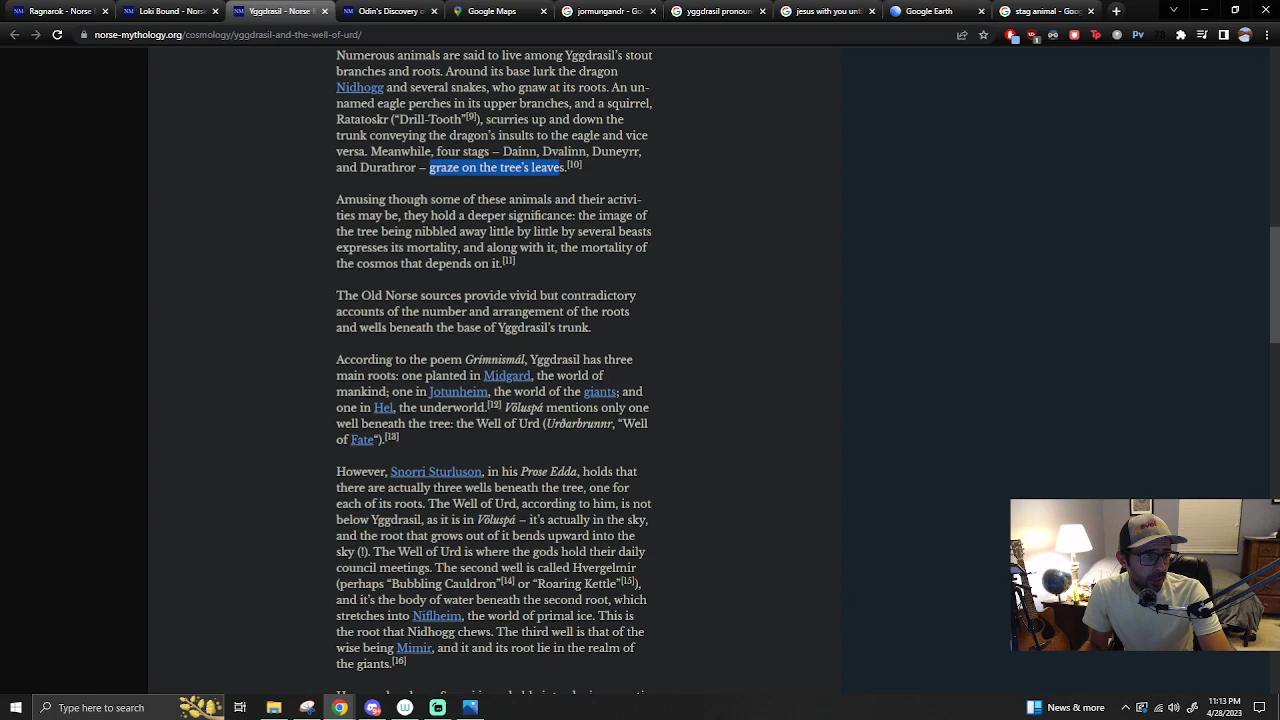 Ragnarok - Norse
Loki Bound - Norse
Yggdrasil - Norse
Odin's Discovery o
Google Maps
jormungandr - Go
yggdrasil proverb
jesus with you unt
Google Earth
stag animal - Goo
norse-mythology.org/cosmology/yggdrasil-and-the-well-of-urd/
Numerous animals are said to live among Yggdrasil's stout
branches and roots. Around its base lurk the dragon
Nidhogg and several snakes, who gnaw at its roots. An un-
named eagle perches in its upper branches, and a squirrel,
Ratatoskr ("Drill-Tooth"[9]), scurries up and down the
trunk conveying the dragon's insults to the eagle and vice
versa. Meanwhile, four stags – Dainn, Dvalinn, Duneyrr,
and Durathror – graze on the tree's leaves.[10]
Amusing though some of these animals and their activi-
ties may be, they hold a deeper significance: the image of
the tree being nibbled away little by little by several beasts
expresses its mortality, and along with it, the mortality of
the cosmos that depends on it.[11]
The Old Norse sources provide vivid but contradictory
accounts of the number and arrangement of the roots
and wells beneath the base of Yggdrasil's trunk.
According to the poem Grímnismál, Yggdrasil has three
main roots: one planted in Midgard, the world of
mankind; one in Jotunheim, the world of the giants; and
one in Hel, the underworld.[12] Völuspá mentions only one
well beneath the tree: the Well of Urd (Urðarbrunnr, "Well
of Fate").[13]
However, Snorri Sturluson, in his Prose Edda, holds that
there are actually three wells beneath the tree, one for
each of its roots. The Well of Urd, according to him, is not
below Yggdrasil, as it is in Völuspá – it's actually in the sky,
and the root that grows out of it bends upward into the
sky (!). The Well of Urd is where the gods hold their daily
council meetings. The second well is called Hvergelmir
(perhaps "Bubbling Cauldron"[14] or "Roaring Kettle"[15]),
and it's the body of water beneath the second root, which
stretches into Niflheim, the world of primal ice. This is
the root that Nidhogg chews. The third well is that of the
wise being Mimir, and it and its root lie in the realm of
the giants.[16]
Type here to search
News & more
11:13 PM
4/28/2023